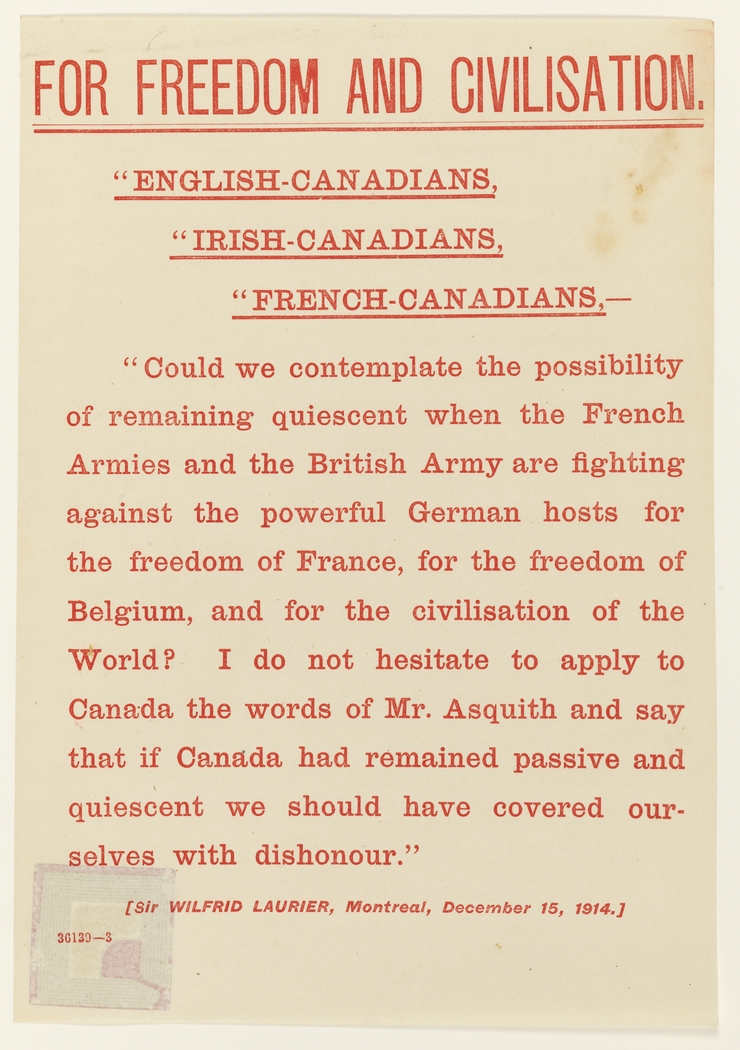 FOR FREEDOM AND CIVILISATION.
“ENGLISH-CANADIANS,
“IRISH-CANADIANS,
“FRENCH-CANADIANS,—
“Could we contemplate the possibility
of remaining quiescent when the French
Armies and the British Army are fighting
against the powerful German hosts for
the freedom of France, for the freedom of
Belgium, and for the civilisation of the
World? I do not hesitate to apply to
Canada the words of Mr. Asquith and say
that if Canada had remained passive and
quiescent we should have covered our-
selves with dishonour.”
[Sir WILFRID LAURIER, Montreal, December 15, 1914.]
36139—3